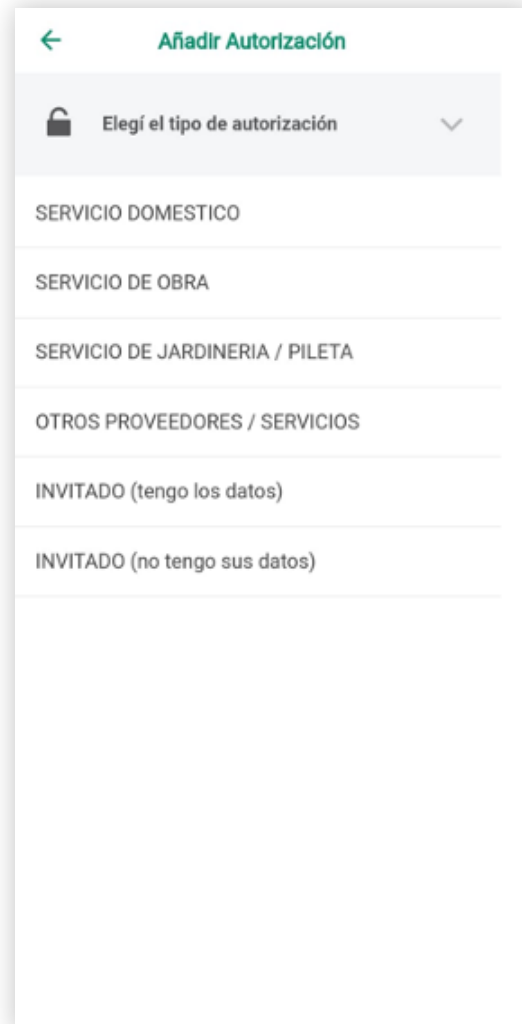 Añadir Autorización
Elegí el tipo de autorización
SERVICIO DOMESTICO
SERVICIO DE OBRA
SERVICIO DE JARDINERIA / PILETA
OTROS PROVEEDORES / SERVICIOS
INVITADO (tengo los datos)
INVITADO (no tengo sus datos)